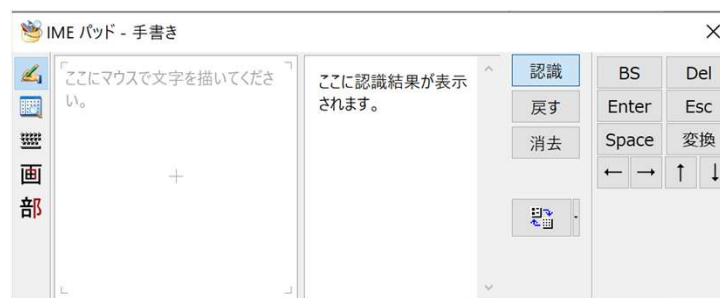 IME パッド - 手書き
ここにマウスで文字を描いてくださ
い。
ここに認識結果が表示
されます。
認識
戻す
消去
BS
Del
Enter
Esc
Space
変換
← → ↑ ↓
画
部